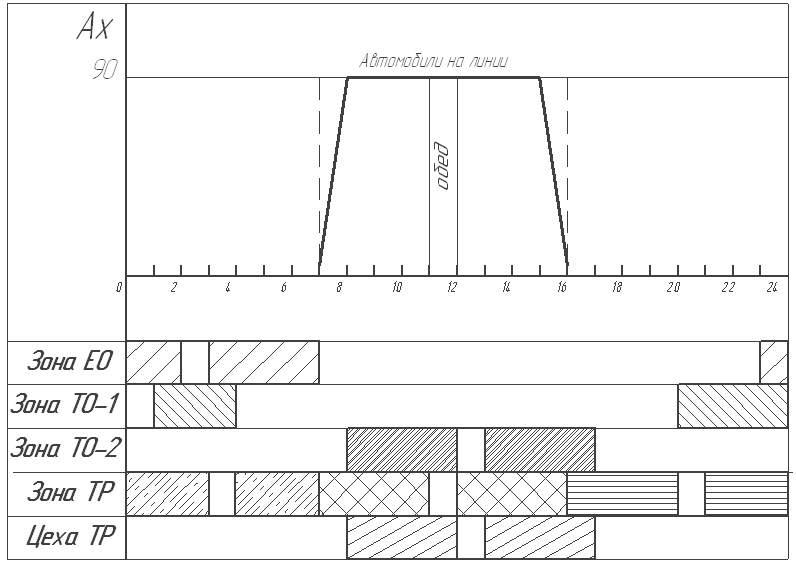 Ах
Автомобили на линии
90
обед
0 2 4 6 8 10 12 14 16 18 20 22 24
Зона ЕО
Зона ТО-1
Зона ТО-2
Зона ТР
Цеха ТР